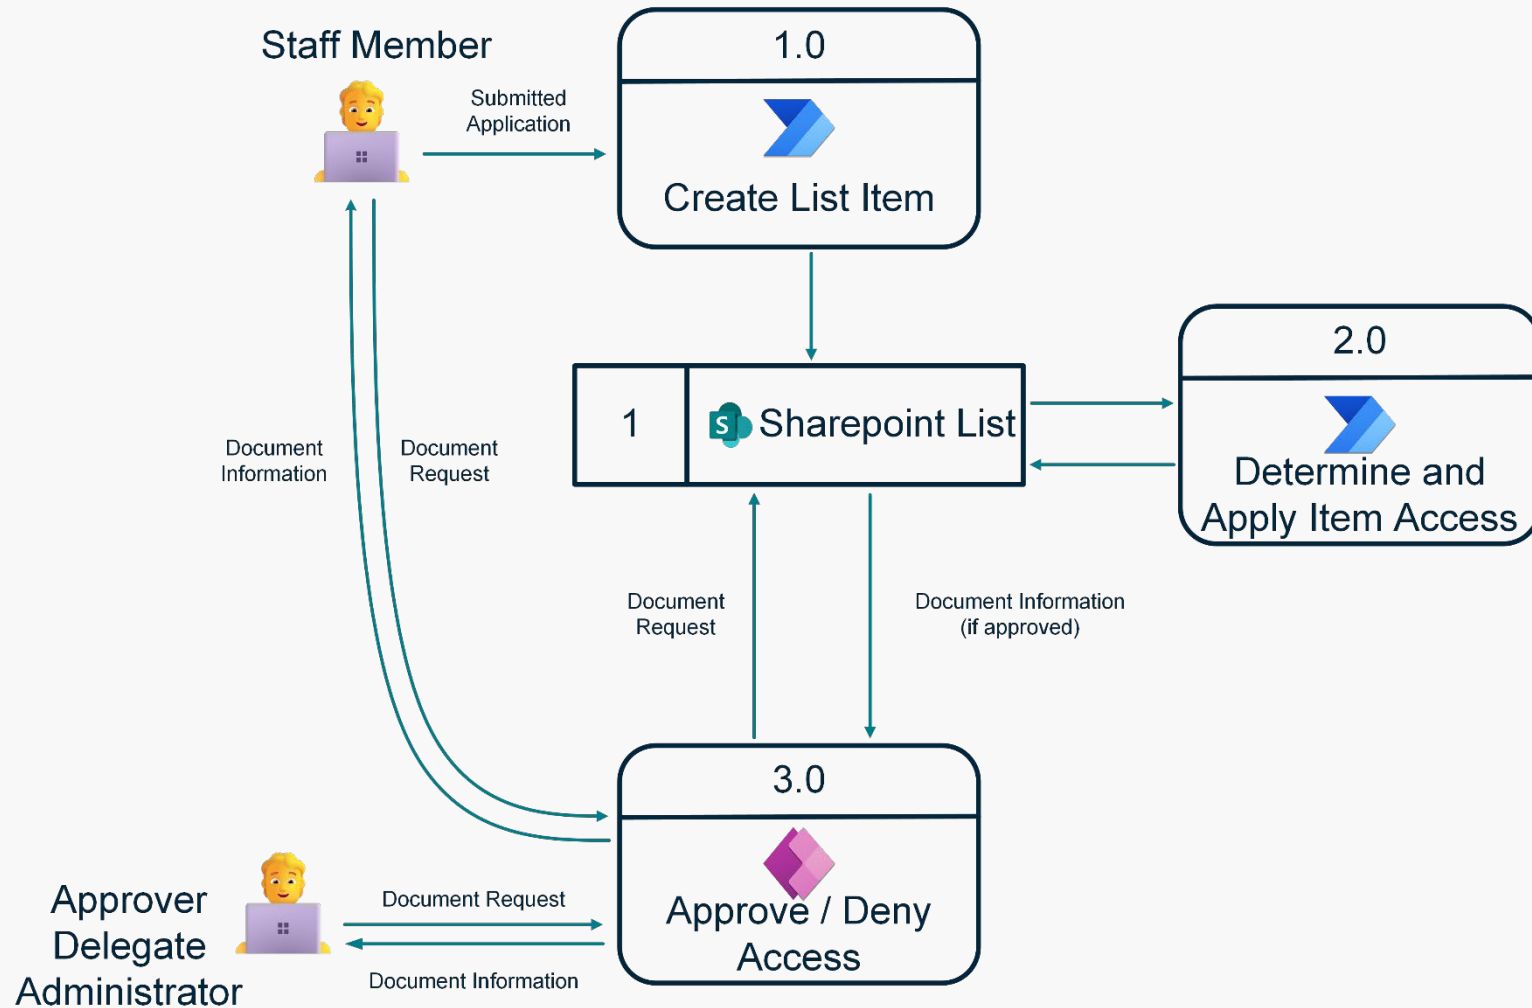 Staff Member
Submitted
Application
1.0
Create List Item
1
S
Sharepoint List
2.0
Determine and
Apply Item Access
Document
Information
Document
Request
Document
Request
Document Information
(if approved)
3.0
Approve / Deny
Access
Approver
Delegate
Administrator
Document Request
Document Information